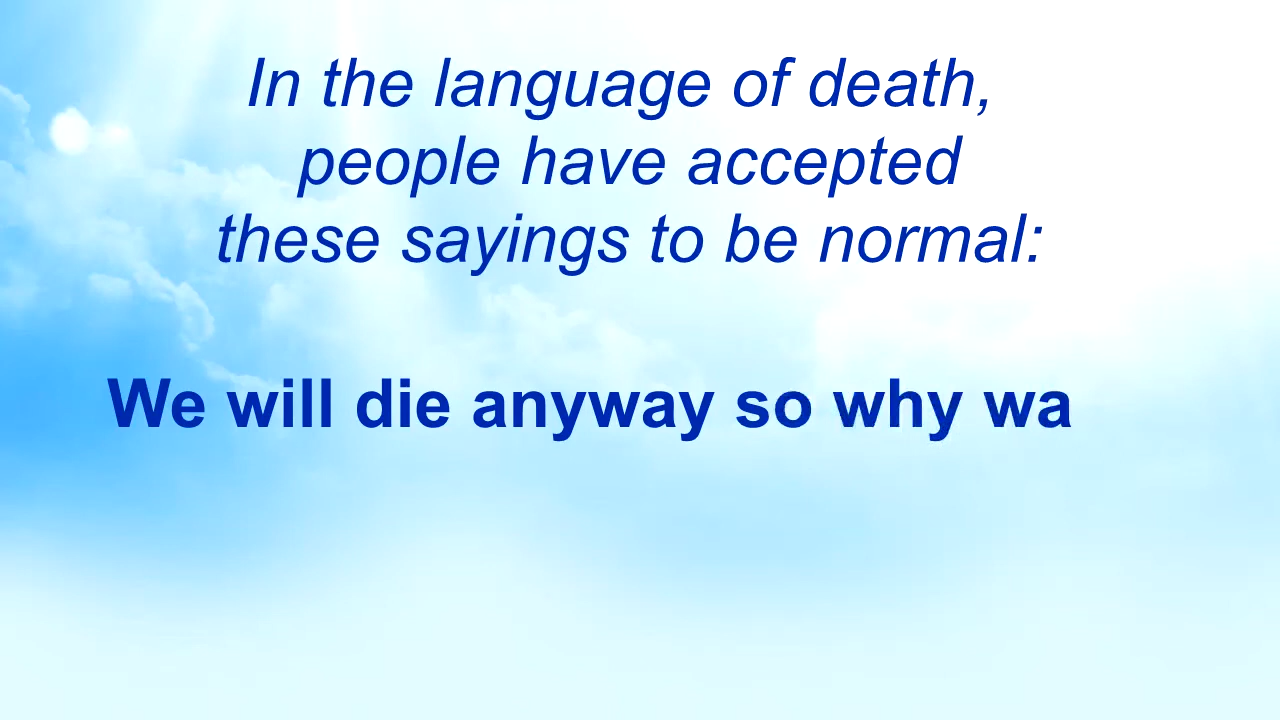 In the language of death,
people have accepted
these sayings to be normal:
We will die anyway so why wa